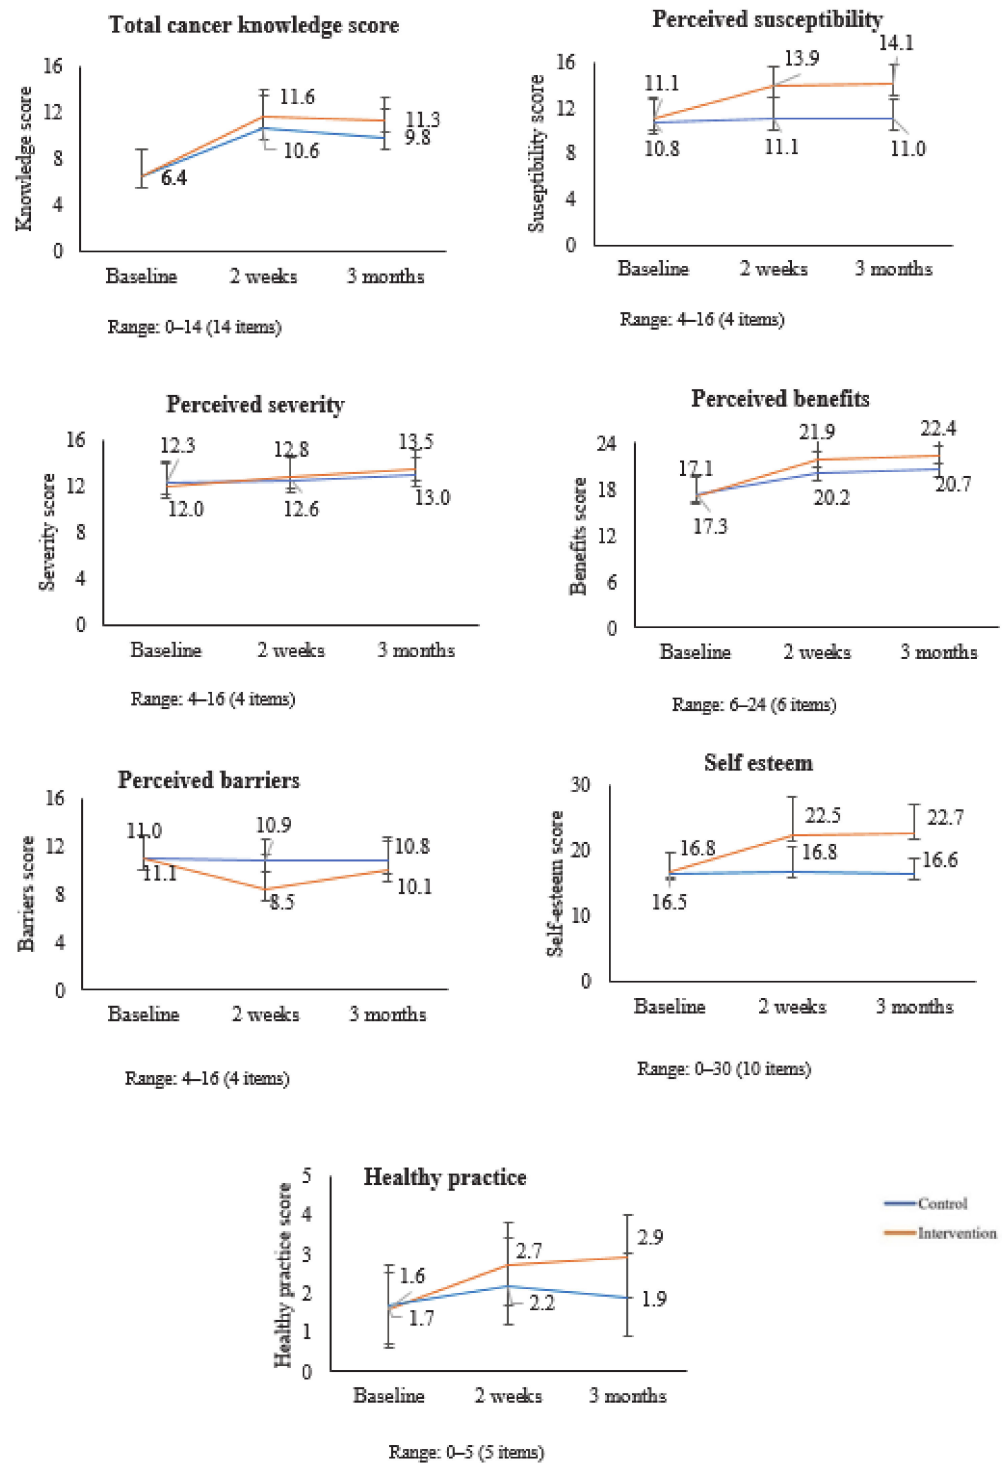 Total cancer knowledge score
16
12
8
4
0
Knowledge score
11.6
10.6
11.3
9.8
6.4
Baseline 2 weeks 3 months
Range: 0–14 (14 items)
Perceived susceptibility
16
12
8
4
0
Suseptibility score
11.1
10.8
13.9
11.1
14.1
11.0
Baseline 2 weeks 3 months
Range: 4–16 (4 items)
Perceived severity
16
12
8
4
0
Severity score
12.3
12.0
12.8
12.6
13.5
13.0
Baseline 2 weeks 3 months
Range: 4–16 (4 items)
Perceived benefits
24
18
12
6
0
Benefits score
17.1
17.3
21.9
20.2
22.4
20.7
Baseline 2 weeks 3 months
Range: 6–24 (6 items)
Perceived barriers
16
12
8
4
0
Barriers score
11.0
11.1
10.9
8.5
10.8
10.1
Baseline 2 weeks 3 months
Range: 4–16 (4 items)
Self esteem
30
20
10
0
Self-esteem score
16.8
16.5
22.5
16.8
22.7
16.6
Baseline 2 weeks 3 months
Range: 0–30 (10 items)
Healthy practice
5
4
3
2
1
0
Healthy practice score
1.6
1.7
2.7
2.2
2.9
1.9
Baseline 2 weeks 3 months
Range: 0–5 (5 items)
Control
Intervention